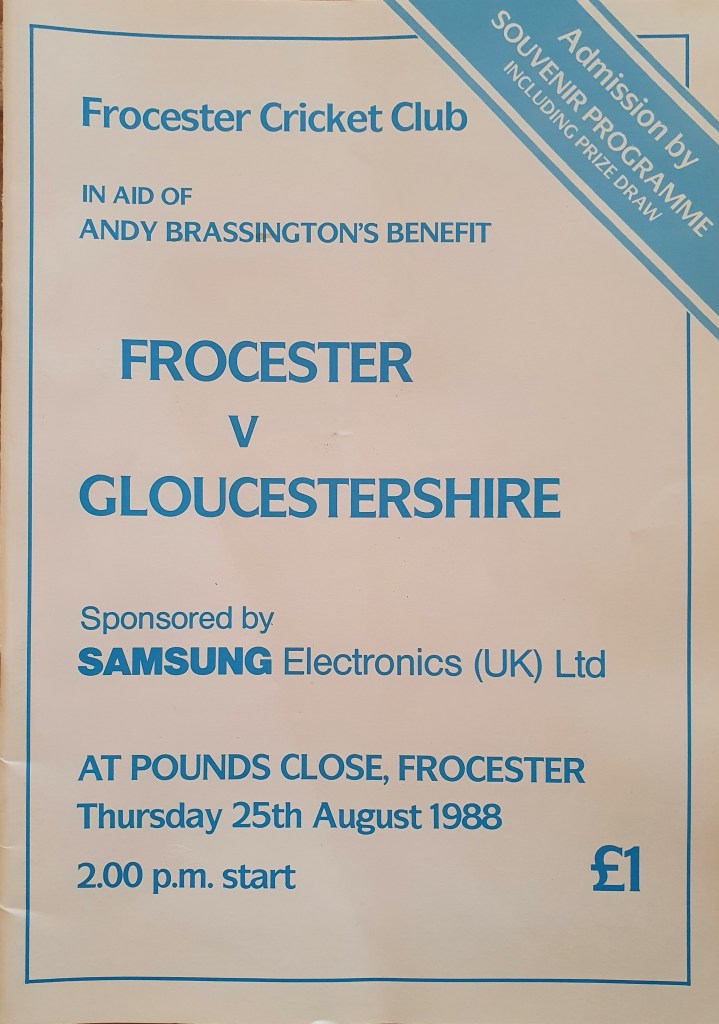 Admission by
SOUVENIR PROGRAMME
INCLUDING PRIZE DRAW
Frocester Cricket Club
IN AID OF
ANDY BRASSINGTON'S BENEFIT
FROCESTER
V
GLOUCESTERSHIRE
Sponsored by
SAMSUNG Electronics (UK) Ltd
AT POUNDS CLOSE, FROCESTER
Thursday 25th August 1988
2.00 p.m. start
£1